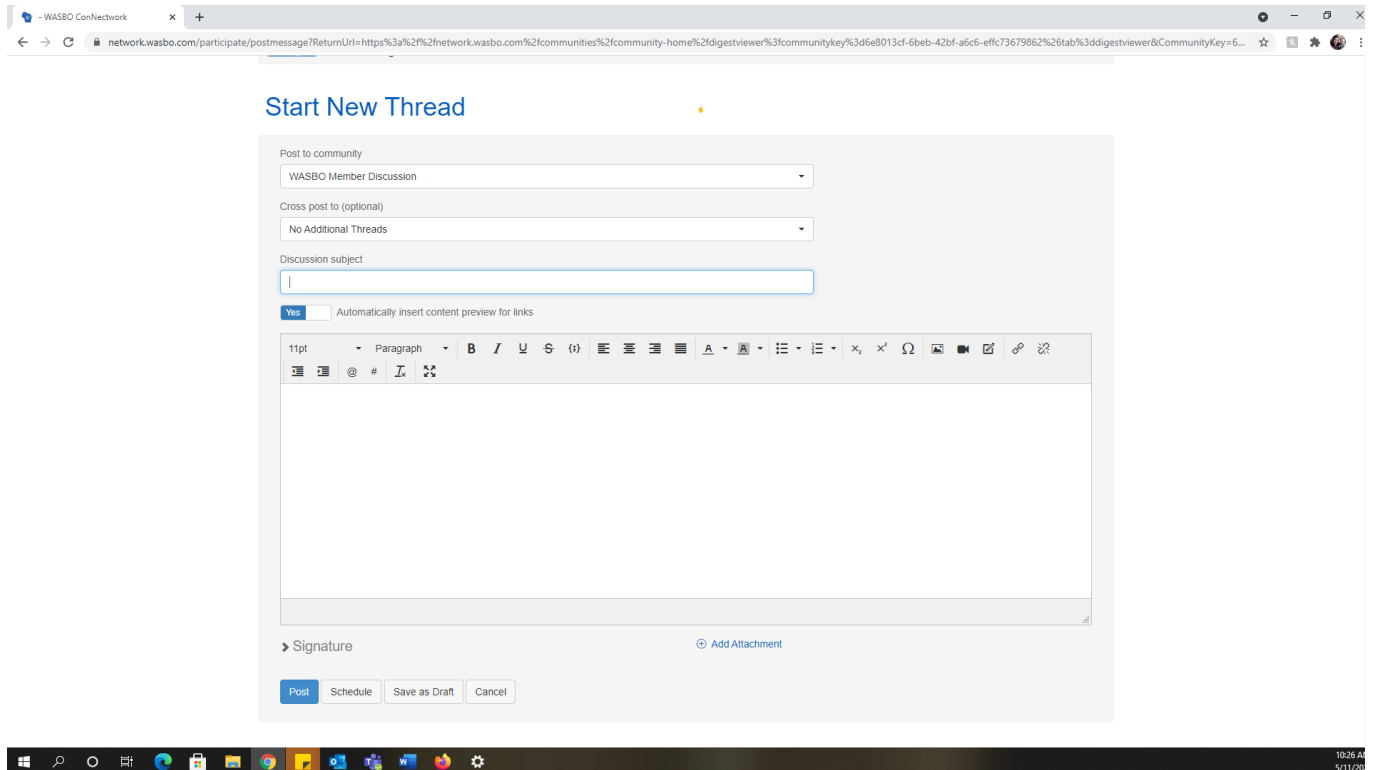 - WASBO ConNectwork
network.wasbo.com/participate/postmessage?ReturnUrl=https%3a%2f%2fnetwork.wasbo.com%2fcommunities%2fcommunity-home%2fdigestviewer%3fcommunitykey%3d6e8013cf-6beb-42bf-a6c6-effc73679862%26tab%3ddigestviewer&CommunityKey=6...
Start New Thread
Post to community
WASBO Member Discussion
Cross post to (optional)
No Additional Threads
Discussion subject
Yes Automatically insert content preview for links
11pt Paragraph B I U S {;} A A x, x² Ω
@ # Ix
Signature Add Attachment
Post Schedule Save as Draft Cancel
10:26 AM
5/11/20